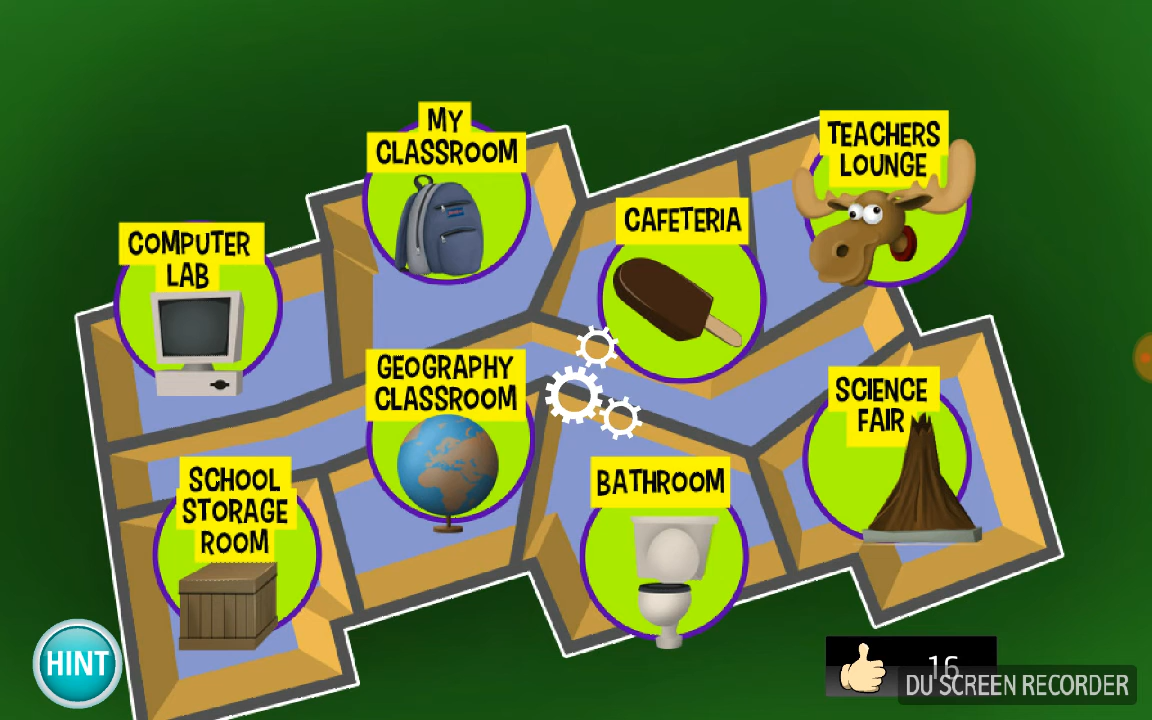 MY
CLASSROOM
TEACHERS
LOUNGE
CAFETERIA
COMPUTER
LAB
GEOGRAPHY
CLASSROOM
SCIENCE
FAIR
SCHOOL
STORAGE
ROOM
BATHROOM
HINT
16
DU SCREEN RECORDER